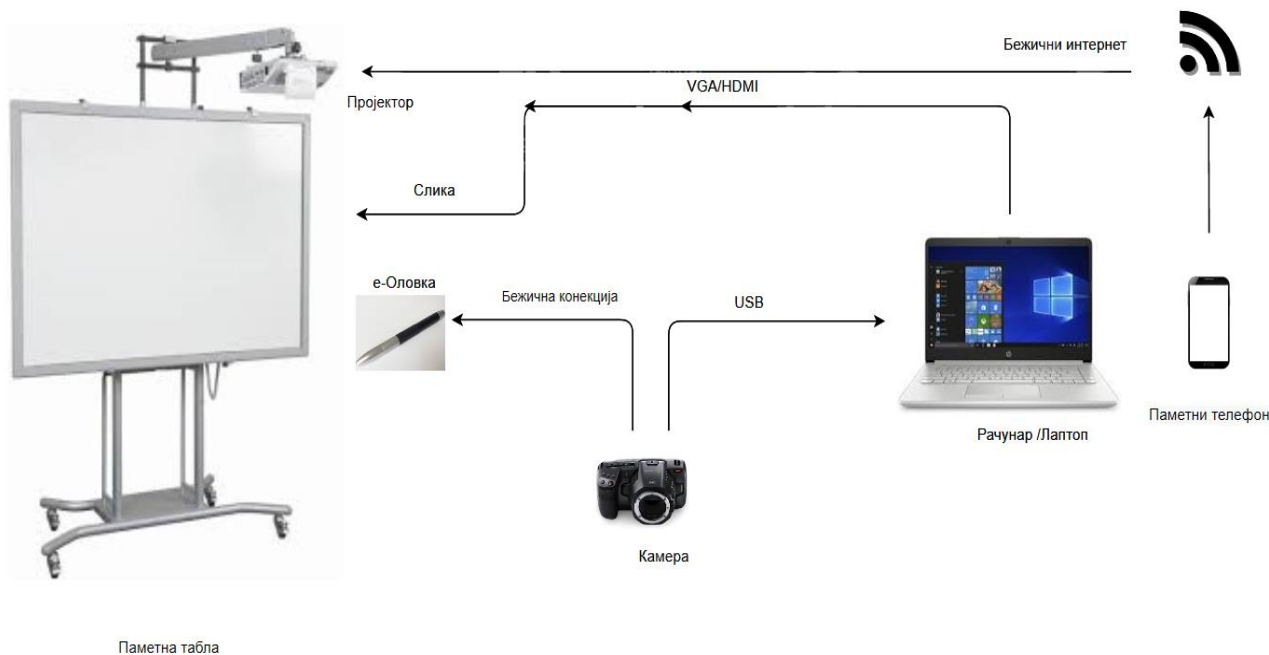 Бежични интернет
VGA/HDMI
Пројектор
Слика
е-Оловка
Бежична конекција
USB
Паметни телефон
Рачунар /Лаптоп
Камера
Паметна табла